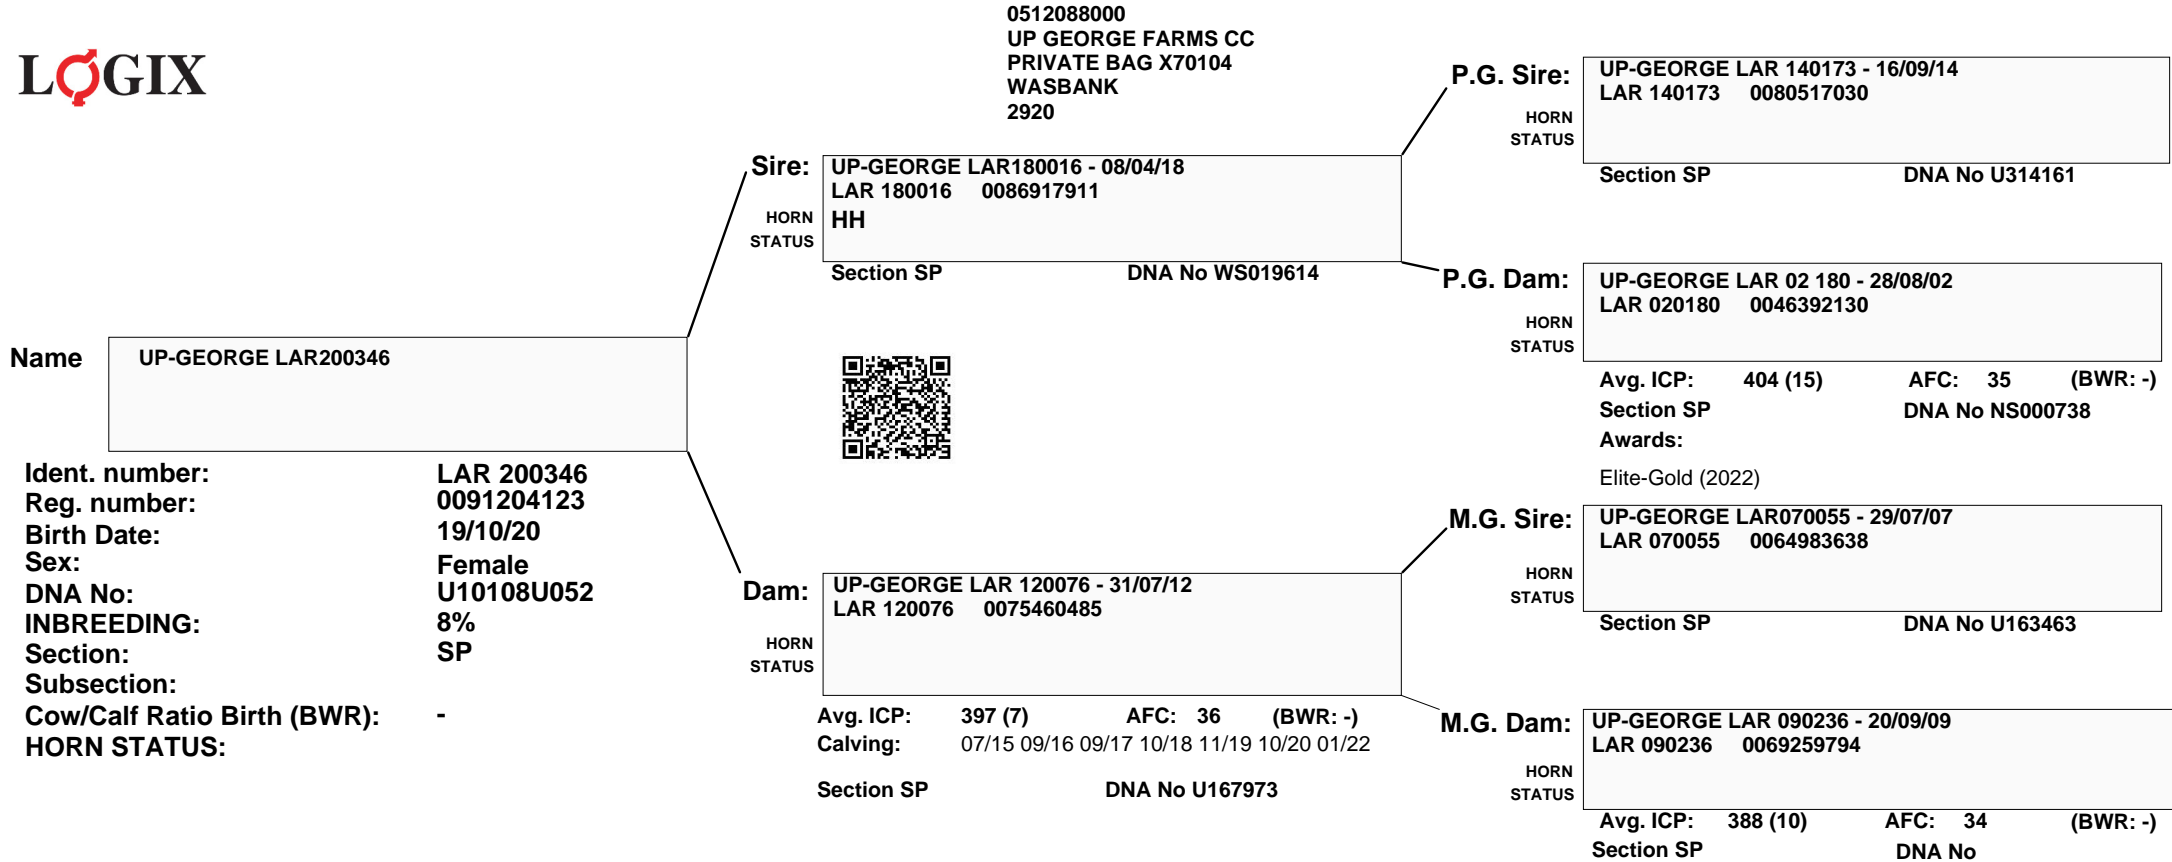 LOGIX
0512088000
UP GEORGE FARMS CC
PRIVATE BAG X70104
WASBANK
2920
Name
UP-GEORGE LAR200346
Ident. number: LAR 200346
Reg. number: 0091204123
Birth Date: 19/10/20
Sex: Female
DNA No: U10108U052
INBREEDING: 8%
Section: SP
Subsection:
Cow/Calf Ratio Birth (BWR): -
HORN STATUS:
Sire: UP-GEORGE LAR180016 - 08/04/18
LAR 180016 0086917911
HORN STATUS
HH
Section SP DNA No WS019614
Dam: UP-GEORGE LAR 120076 - 31/07/12
LAR 120076 0075460485
HORN
STATUS
Avg. ICP: 397 (7) AFC: 36 (BWR: -)
Calving: 07/15 09/16 09/17 10/18 11/19 10/20 01/22
Section SP DNA No U167973
P.G. Sire: UP-GEORGE LAR 140173 - 16/09/14
LAR 140173 0080517030
HORN
STATUS
Section SP DNA No U314161
P.G. Dam: UP-GEORGE LAR 02 180 - 28/08/02
LAR 020180 0046392130
HORN
STATUS
Avg. ICP: 404 (15) AFC: 35 (BWR: -)
Section SP DNA No NS000738
Awards:
Elite-Gold (2022)
M.G. Sire: UP-GEORGE LAR070055 - 29/07/07
LAR 070055 0064983638
HORN
STATUS
Section SP DNA No U163463
M.G. Dam: UP-GEORGE LAR 090236 - 20/09/09
LAR 090236 0069259794
HORN
STATUS
Avg. ICP: 388 (10) AFC: 34 (BWR: -)
Section SP DNA No